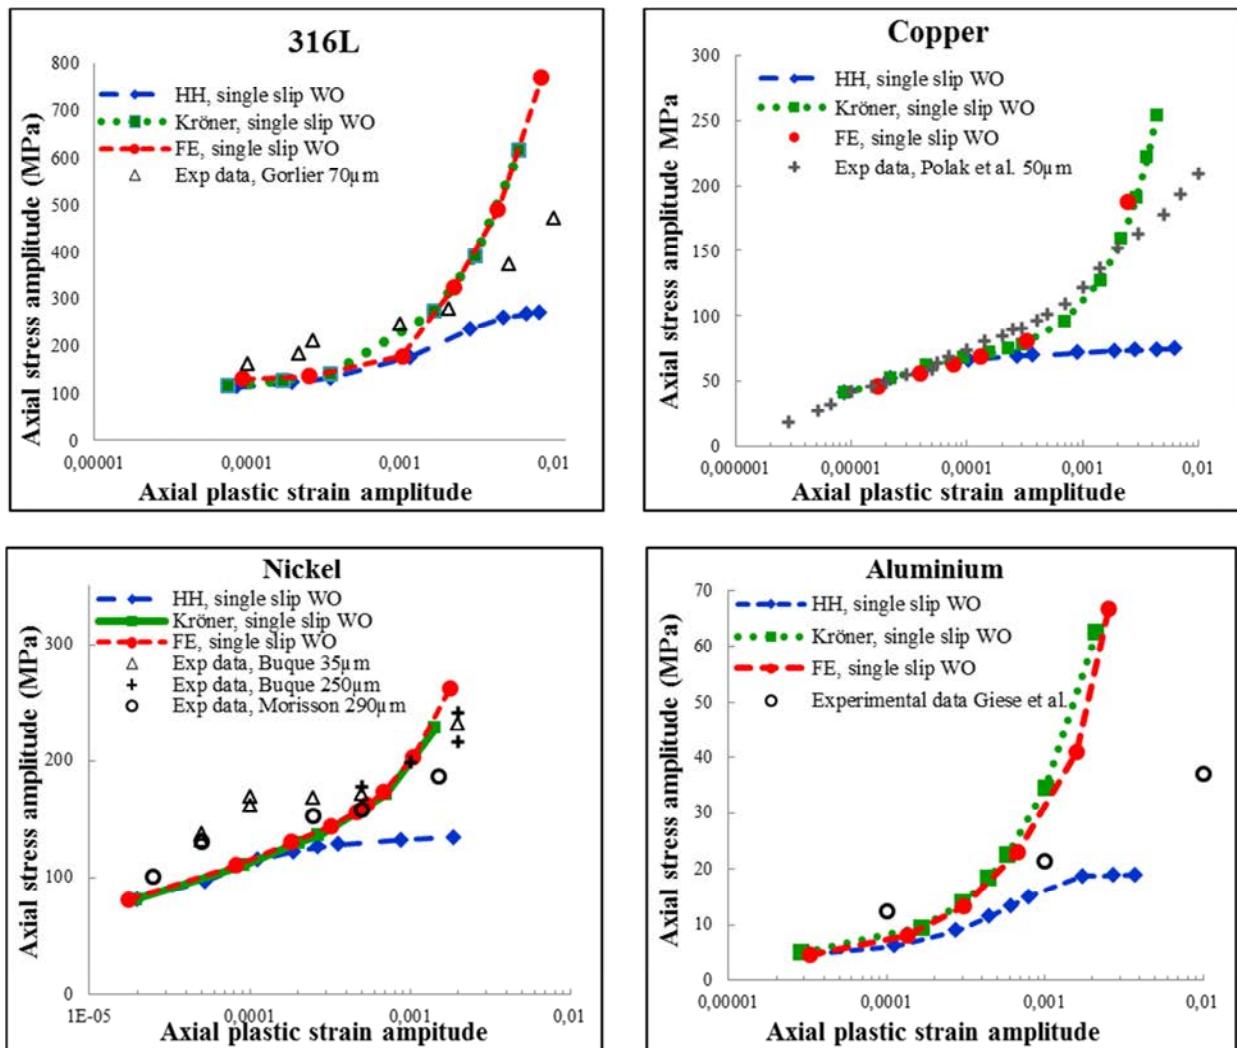 316L
800
700
600
500
400
300
200
100
0
HH, single slip WO
Kröner, single slip WO
FE, single slip WO
Exp data, Gorlier 70µm
Axial stress amplitude (MPa)
0,00001
0,0001
0,001
0,01
Axial plastic strain amplitude
Copper
300
250
200
150
100
50
0
HH, single slip WO
Kröner, single slip WO
FE, single slip WO
Exp data, Polak et al. 50µm
Axial stress amplitude MPa
0,000001
0,00001
0,0001
0,001
0,01
Axial plastic strain amplitude
Nickel
300
200
100
0
HH, single slip WO
Kröner, single slip WO
FE, single slip WO
Exp data, Buque 35µm
Exp data, Buque 250µm
Exp data, Morisson 290µm
Axial stress amplitude (MPa)
1E-05
0,0001
0,001
0,01
Axial plastic strain amptitude
Aluminium
70
60
50
40
30
20
10
0
HH, single slip WO
Kröner, single slip WO
FE, single slip WO
Experimental data Giese et al.
Axial stress amplitude (MPa)
0,00001
0,0001
0,001
0,01
Axial plastic strain amplitude